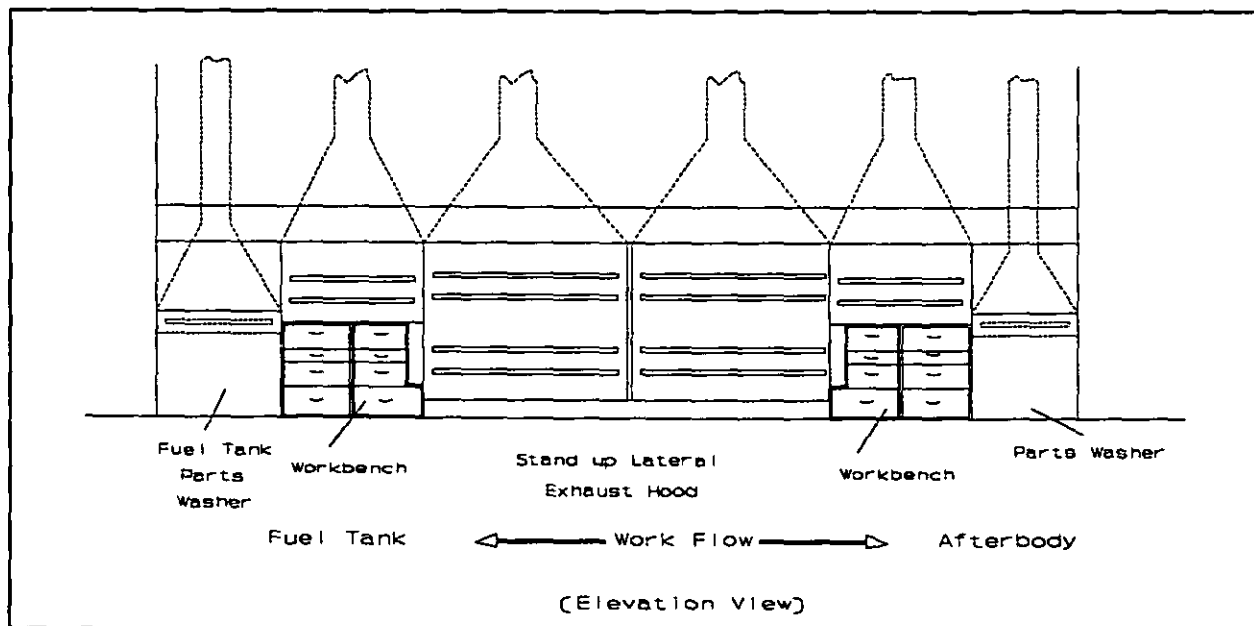 Fuel Tank
Parts
Washer
Workbench
Stand up Lateral
Exhaust Hood
Workbench
Parts Washer
Fuel Tank
Work Flow
Afterbody
(Elevation View)